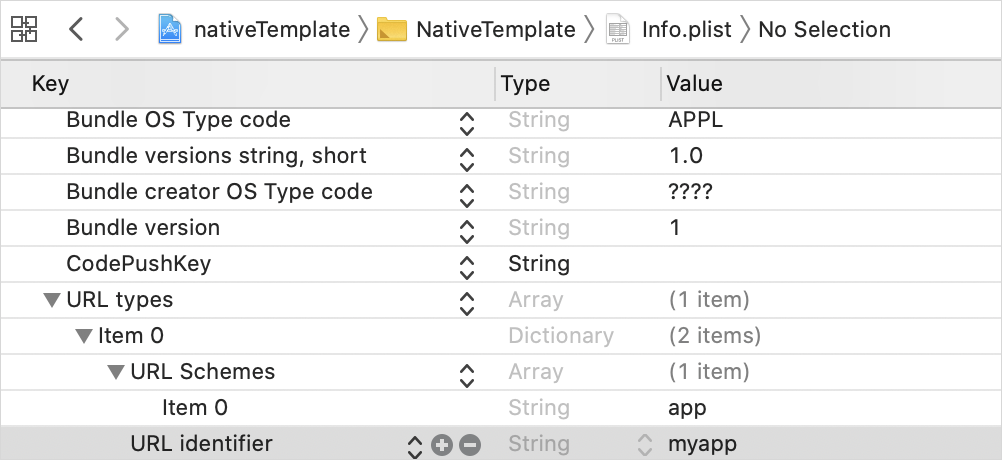 nativeTemplate NativeTemplate Info.plist No Selection
Key Type Value
Bundle OS Type code String APPL
Bundle versions string, short String 1.0
Bundle creator OS Type code String ????
Bundle version String 1
CodePushKey String
URL types Array (1 item)
Item 0 Dictionary (2 items)
URL Schemes Array (1 item)
Item 0 String app
URL identifier String myapp